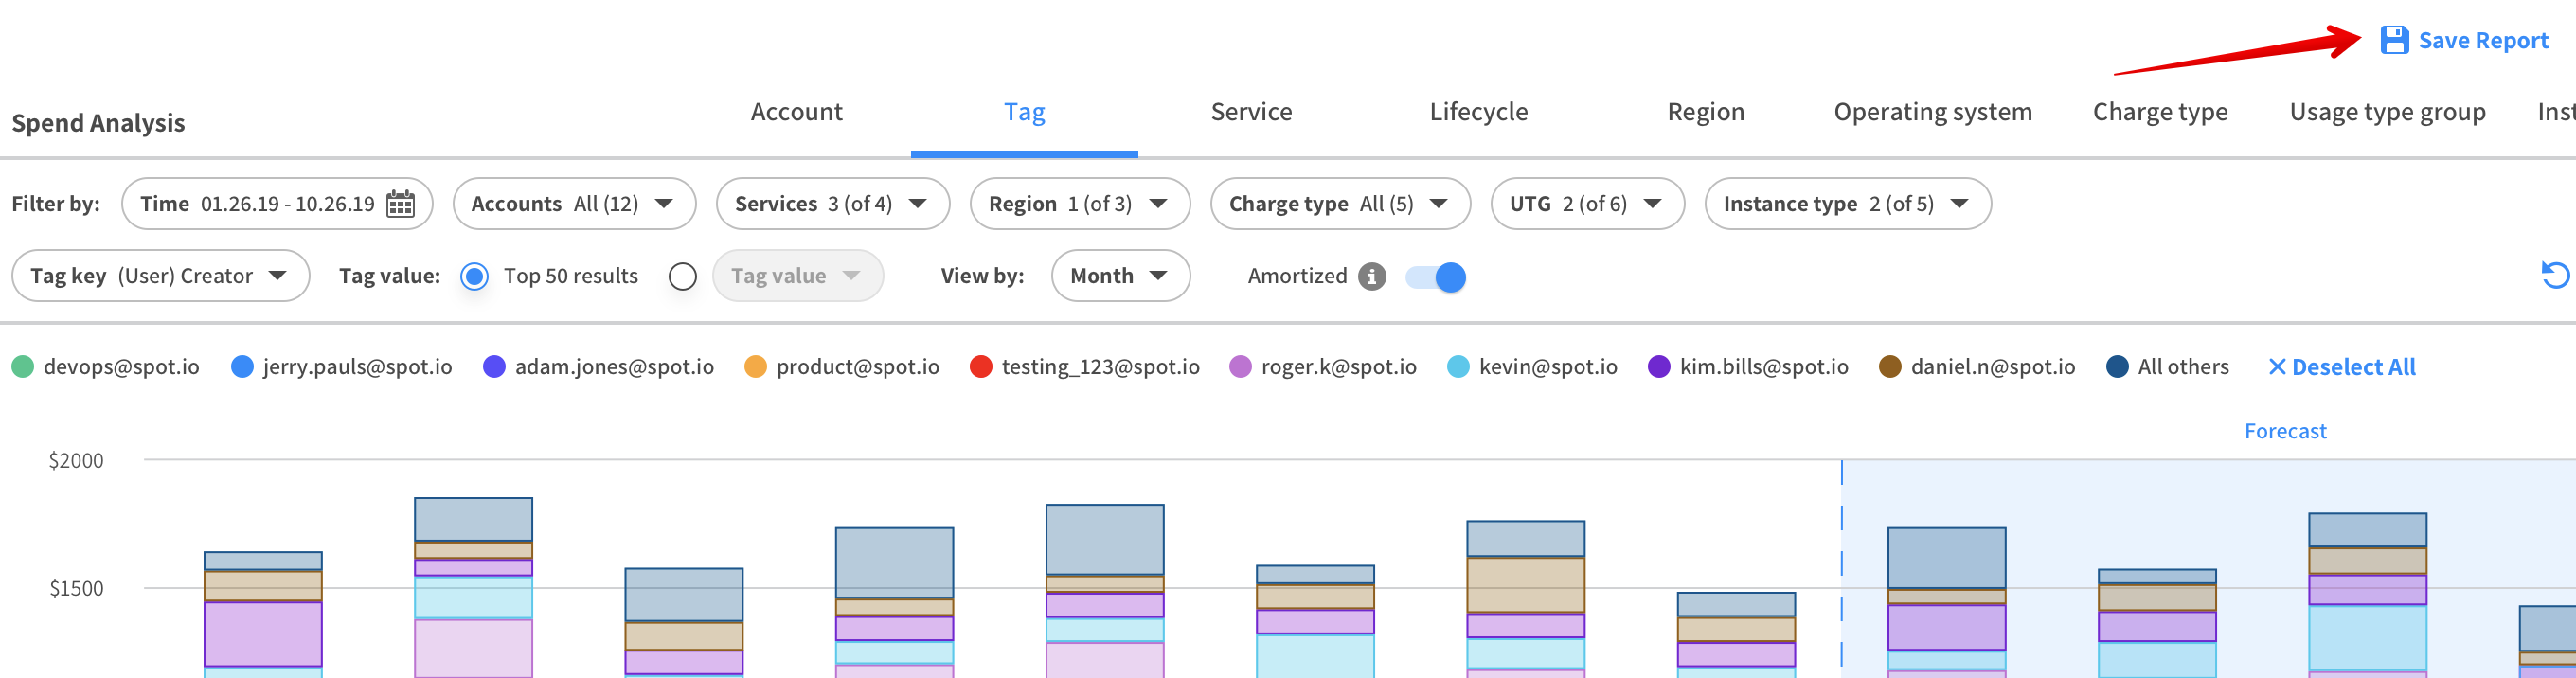 Save Report
Spend Analysis Account Tag Service Lifecycle Region Operating system Charge type Usage type group Inst
Filter by: Time 01.26.19 - 10.26.19 Accounts All (12) Services 3 (of 4) Region 1 (of 3) Charge type All (5) UTG 2 (of 6) Instance type 2 (of 5)
Tag key (User) Creator Tag value: Top 50 results Tag value View by: Month Amortized
devops@spot.io jerry.pauls@spot.io adam.jones@spot.io product@spot.io testing_123@spot.io roger.k@spot.io kevin@spot.io kim.bills@spot.io daniel.n@spot.io All others Deselect All
Forecast
$2000
$1500